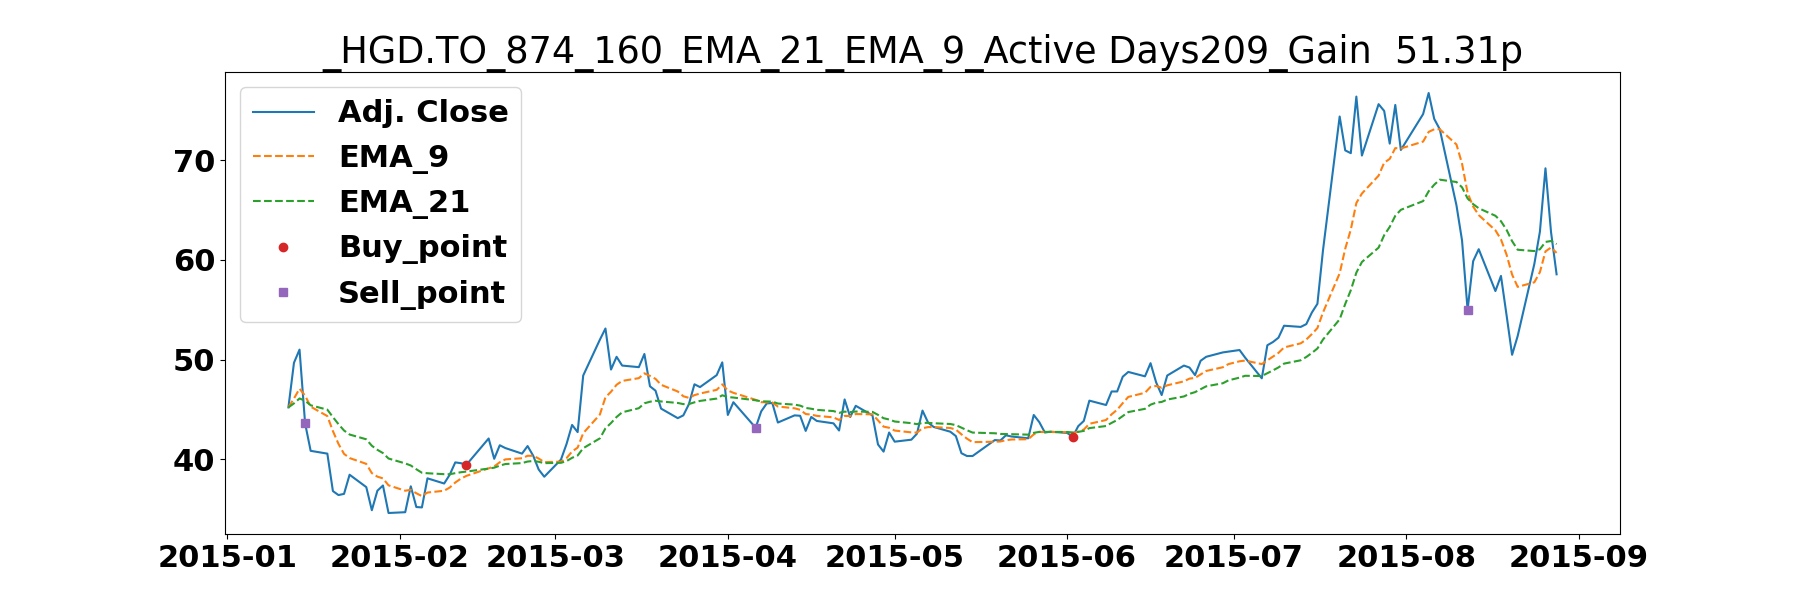 _HGD.TO_874_160_EMA_21_EMA_9_Active Days209_Gain  51.31p
Adj. Close
EMA_9
EMA_21
Buy_point
Sell_point
70
60
50
40
2015-01 2015-02 2015-03 2015-04 2015-05 2015-06 2015-07 2015-08 2015-09